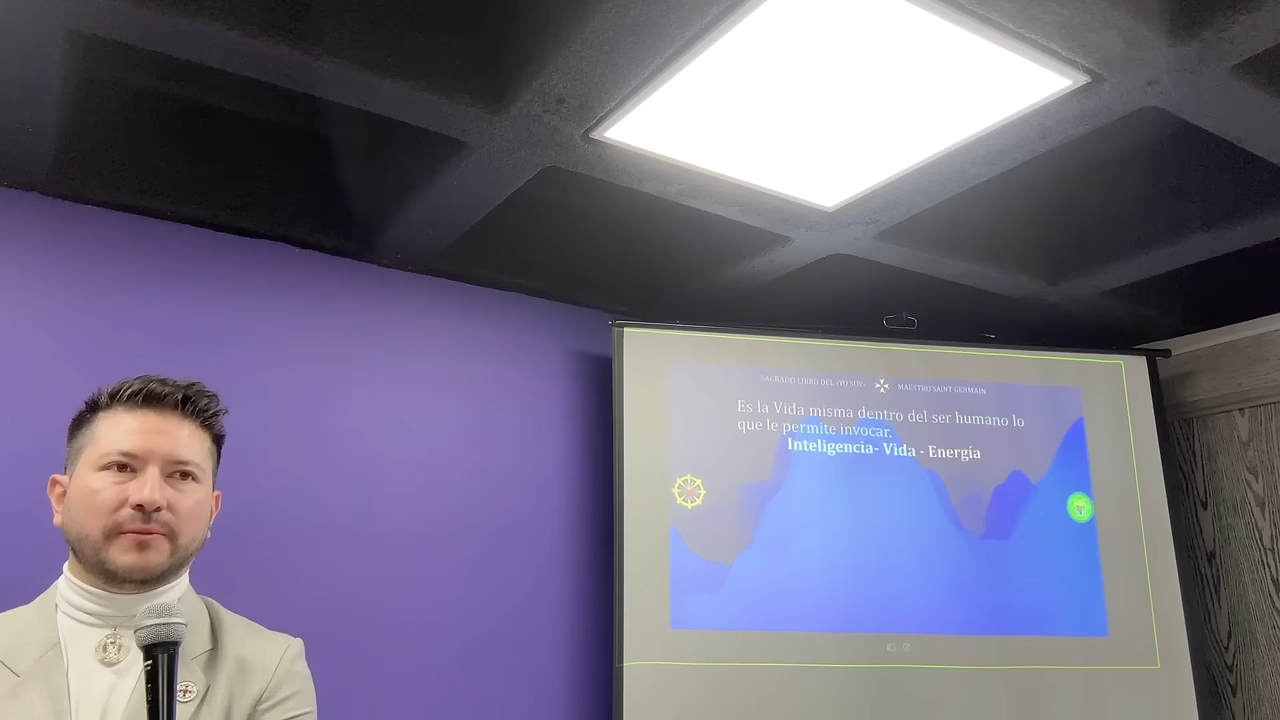 SAGRADO LIBRO DEL «YO SOY» MAESTRO SAINT GERMAIN
Es la Vida misma dentro del ser humano lo
que le permite invocar.
Inteligencia- Vida - Energía